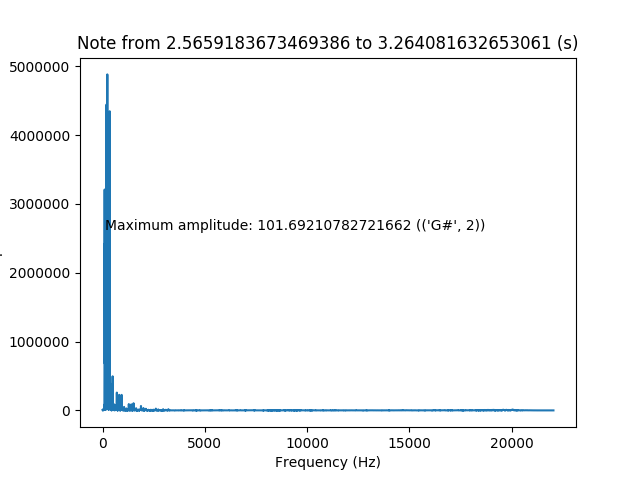 Note from 2.5659183673469386 to 3.264081632653061 (s)
5000000
4000000
3000000
Maximum amplitude: 101.69210782721662 (('G#', 2))
2000000
1000000
0
0 5000 10000 15000 20000
Frequency (Hz)